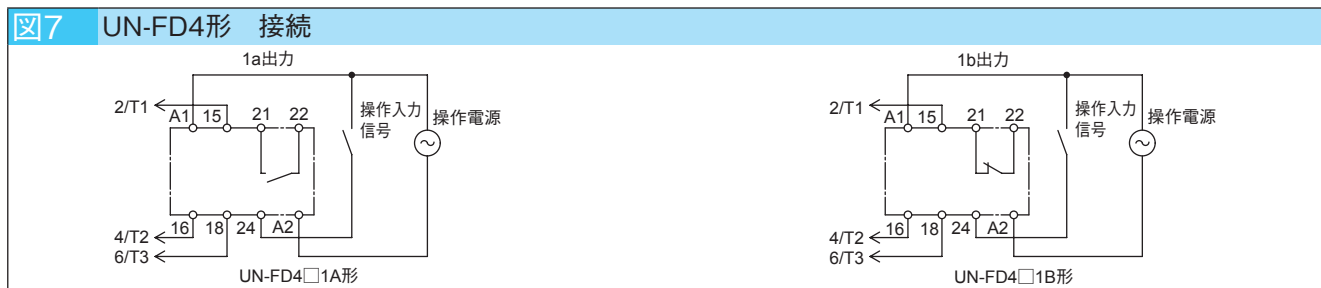 図7 UN-FD4形 接続
1a出力
2/T1
A1 15 21 22
操作入力
信号
操作電源
16 18 24 A2
4/T2
6/T3
UN-FD4□1A形
1b出力
2/T1
A1 15 21 22
操作入力
信号
操作電源
16 18 24 A2
4/T2
6/T3
UN-FD4□1B形